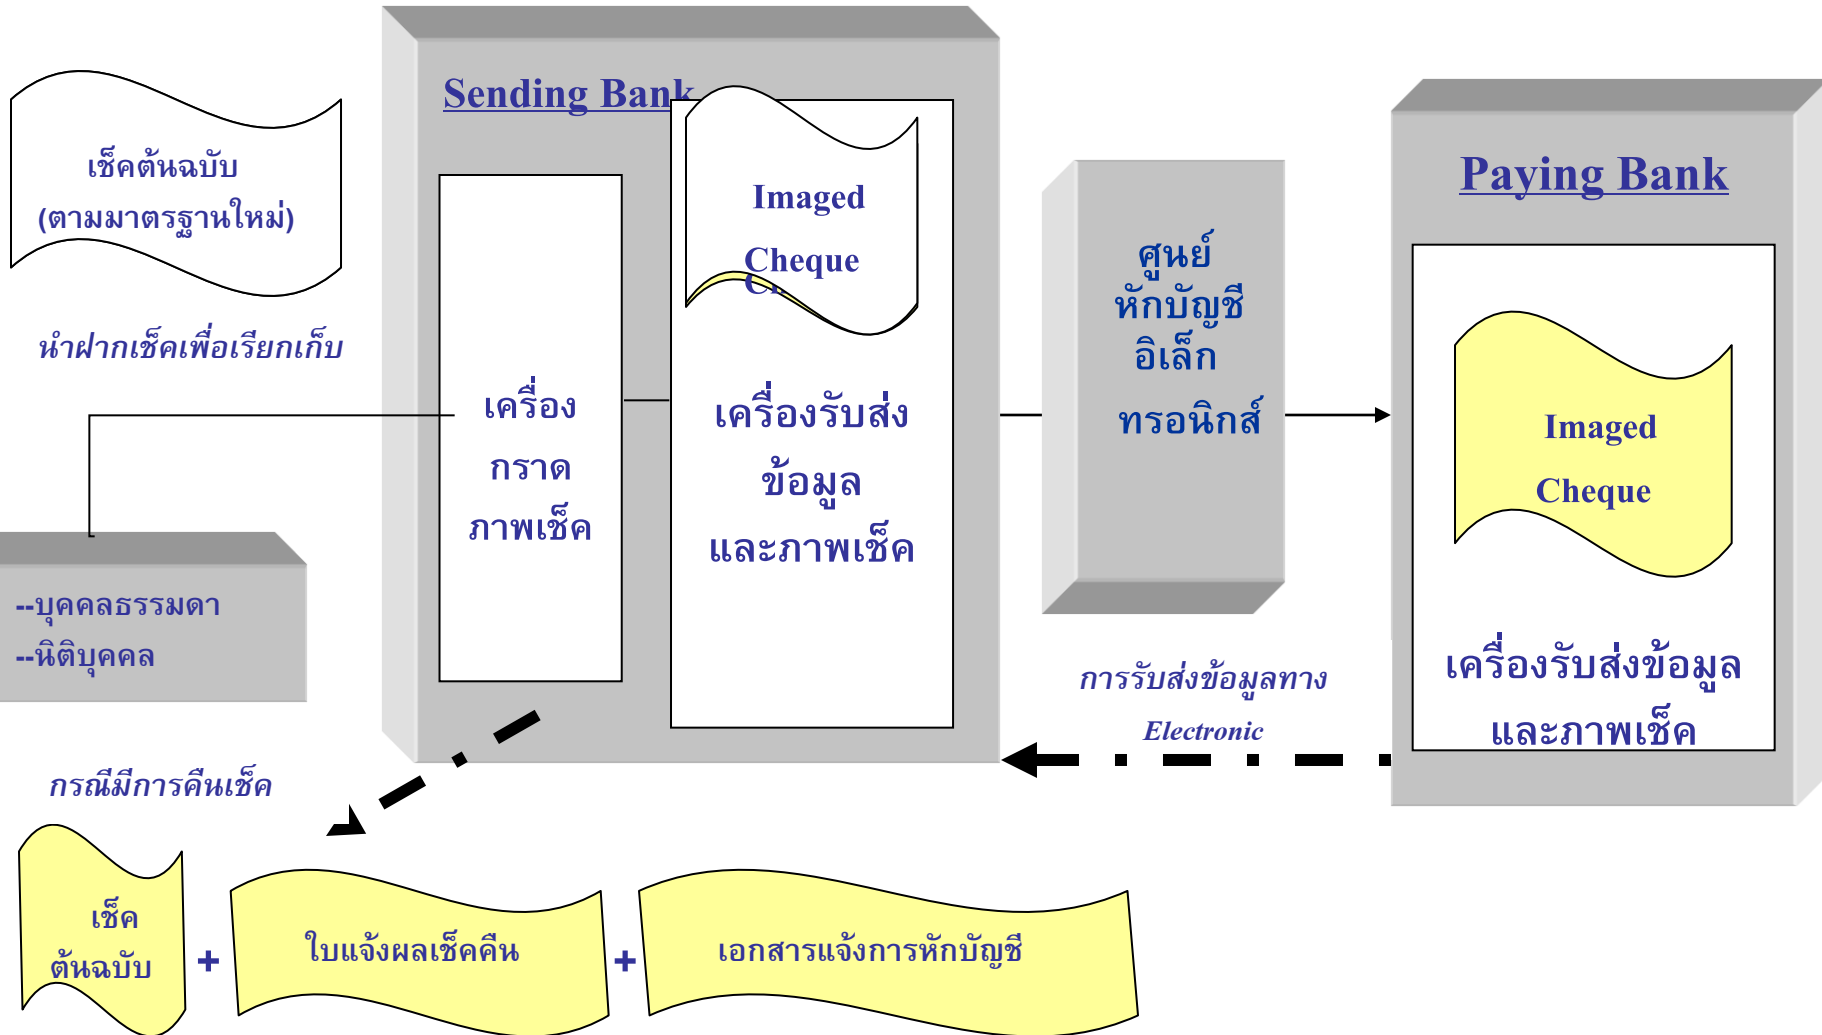 เช็คต้นฉบับ
(ตามมาตรฐานใหม่)
นำฝากเช็คเพื่อเรียกเก็บ
--บุคคลธรรมดา
--นิติบุคคล
Sending Bank
เครื่อง
กราด
ภาพเช็ค
Imaged
Cheque
เครื่องรับส่ง
ข้อมูล
และภาพเช็ค
ศูนย์
หักบัญชี
อิเล็ก
ทรอนิกส์
Paying Bank
Imaged
Cheque
เครื่องรับส่งข้อมูล
และภาพเช็ค
การรับส่งข้อมูลทาง
Electronic
กรณีมีการคืนเช็ค
เช็ค
ต้นฉบับ
+
ใบแจ้งผลเช็คคืน
+
เอกสารแจ้งการหักบัญชี